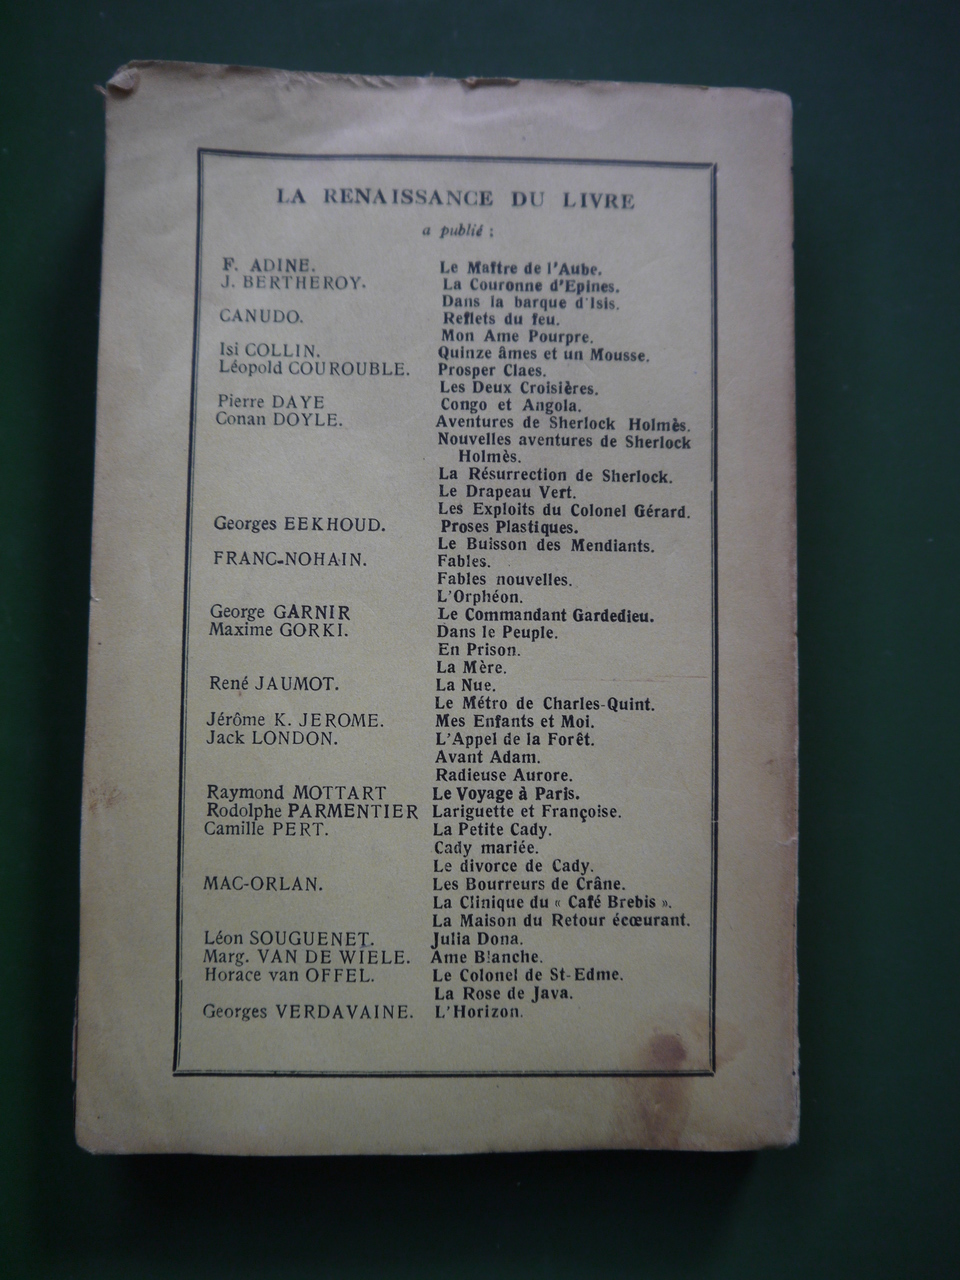 LA RENAISSANCE DU LIVRE
a publié :
F. ADINE. Le Maître de l'Aube.
J. BERTHEROY. La Couronne d'Epines.
Dans la barque d'Isis.
CANUDO. Reflets du feu.
Mon Ame Pourpre.
Isi COLLIN. Quinze âmes et un Mousse.
Léopold COUROUBLE. Prosper Claes.
Les Deux Croisières.
Pierre DAYE Congo et Angola.
Conan DOYLE. Aventures de Sherlock Holmès.
Nouvelles aventures de Sherlock
Holmès.
La Résurrection de Sherlock.
Le Drapeau Vert.
Les Exploits du Colonel Gérard.
Georges EEKHOUD. Proses Plastiques.
Le Buisson des Mendiants.
FRANC-NOHAIN. Fables.
Fables nouvelles.
L'Orphéon.
George GARNIR Le Commandant Gardedieu.
Maxime GORKI. Dans le Peuple.
En Prison.
La Mère.
René JAUMOT. La Nue.
Le Métro de Charles-Quint.
Jérôme K. JEROME. Mes Enfants et Moi.
Jack LONDON. L'Appel de la Forêt.
Avant Adam.
Radieuse Aurore.
Raymond MOTTART Le Voyage à Paris.
Rodolphe PARMENTIER Lariguette et Françoise.
Camille PERT. La Petite Cady.
Cady mariée.
Le divorce de Cady.
MAC-ORLAN. Les Bourreurs de Crâne.
La Clinique du « Café Brebis ».
La Maison du Retour écœurant.
Léon SOUGUENET. Julia Dona.
Marg. VAN DE WIELE. Ame Blanche.
Horace van OFFEL. Le Colonel de St-Edme.
La Rose de Java.
Georges VERDAVAINE. L'Horizon.